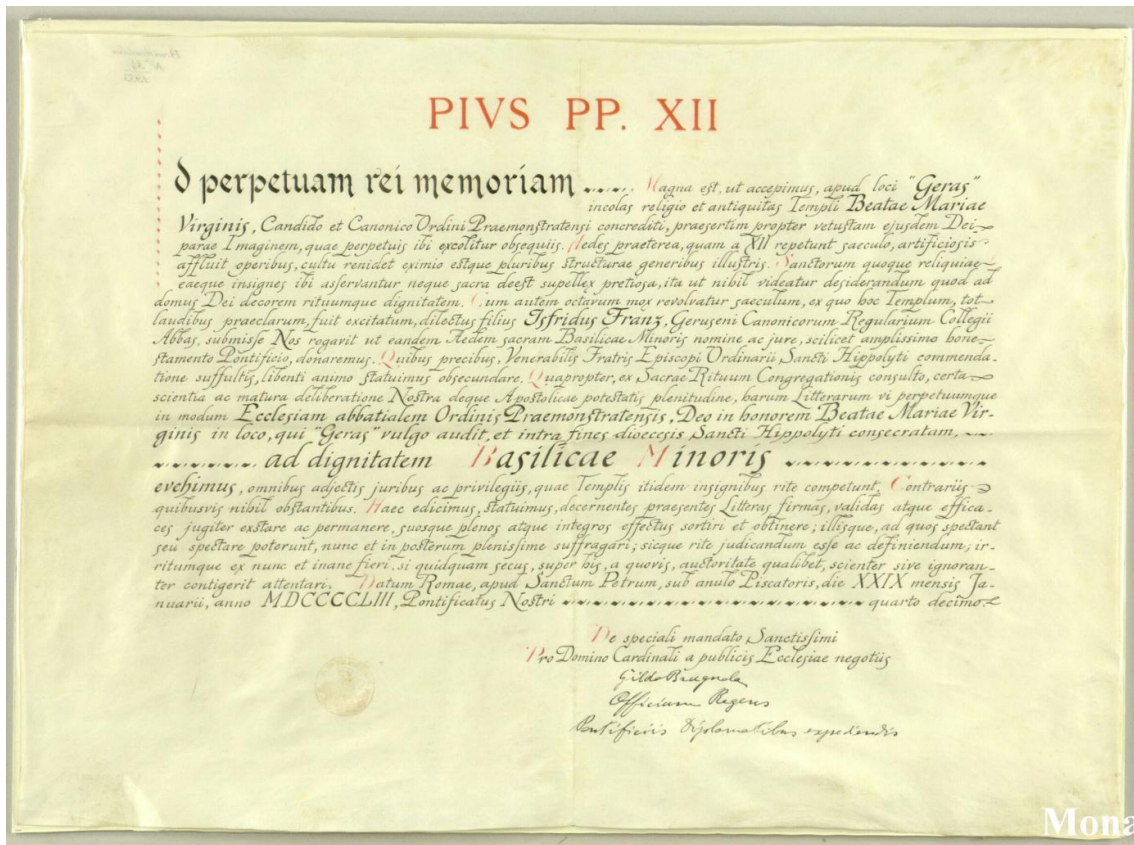 PIVS PP. XII
d perpetuam rei memoriam Magna est, ut accepimus, apud loci "Geras"
incolas religio et antiquitas Templi Beatae Mariae
Virginis, Candido et Canonico Ordini Praemonstratensi concrediti, praesertim propter vetustam ejusdem Dei-
parae Imaginem, quae perpetuis ibi excolitur obsequiis. Aedes praeterea, quam a XII repetunt saeculo, artificiosis
affluit operibus, cultu renidet eximio estque pluribus structurae generibus illustris. Sanctorum quoque reliquiae
eaeque insignes ibi asservantur neque sacra deest supellex pretiosa, ita ut nihil videatur desiderandum quod ad
domus Dei decorem rituumque dignitatem. Cum autem octavum mox revolvatur saeculum, ex quo hoc Templum, tot
laudibus praeclarum, fuit excitatum, dilectus filius Isfridus Franz, Geruseni Canonicorum Regularium Collegii
Abbas, submisse Nos rogarit ut eandem Aedem sacram Basilicae Minoris nomine ac jure, scilicet amplissimo hone-
stamento Pontificio, donaremus. Quibus precibus, Venerabilis Fratris Episcopi Ordinarii Sancti Hippolyti commenda-
tione suffultis, libenti animo statuimus obsecundare. Quapropter, ex Sacrae Rituum Congregationis consulto, certa
scientia ac matura deliberatione Nostra deque Apostolicae potestatis plenitudine, harum Litterarum vi perpetuumque
in modum Ecclesiam abbatialem Ordinis Praemonstratensis, Deo in honorem Beatae Mariae Vir-
ginis in loco, qui "Geras" vulgo audit, et intra fines dioecesis Sancti Hippolyti consecratam,
ad dignitatem Basilicae Minoris
evehimus, omnibus adjectis juribus ac privilegiis, quae Templis itidem insignibus rite competunt. Contrariis
quibusvis nihil obstantibus. Haec edicimus, statuimus, decernentes praesentes Litteras firmas, validas atque effica-
ces jugiter exstare ac permanere, suosque plenos atque integros effectus sortiri et obtinere; illisque, ad quos spectant
seu spectare poterunt, nunc et in posterum plenissime suffragari; sicque rite judicandum esse ac definiendum; ir-
ritumque ex nunc et inane fieri, si quidquam secus, super his, a quovis, auctoritate qualibet, scienter sive ignoran-
ter contigerit attentari. Datum Romae, apud Sanctum Petrum, sub anulo Piscatoris, die XXIX mensis Ja-
nuarii, anno MDCCCCLIII, Pontificatus Nostri quarto decimo.
De speciali mandato Sanctissimi
Pro Domino Cardinali a publicis Ecclesiae negotiis
Gildo Brugnola
Officium Regens
Pontificiis Diplomatibus expediendis
Mona